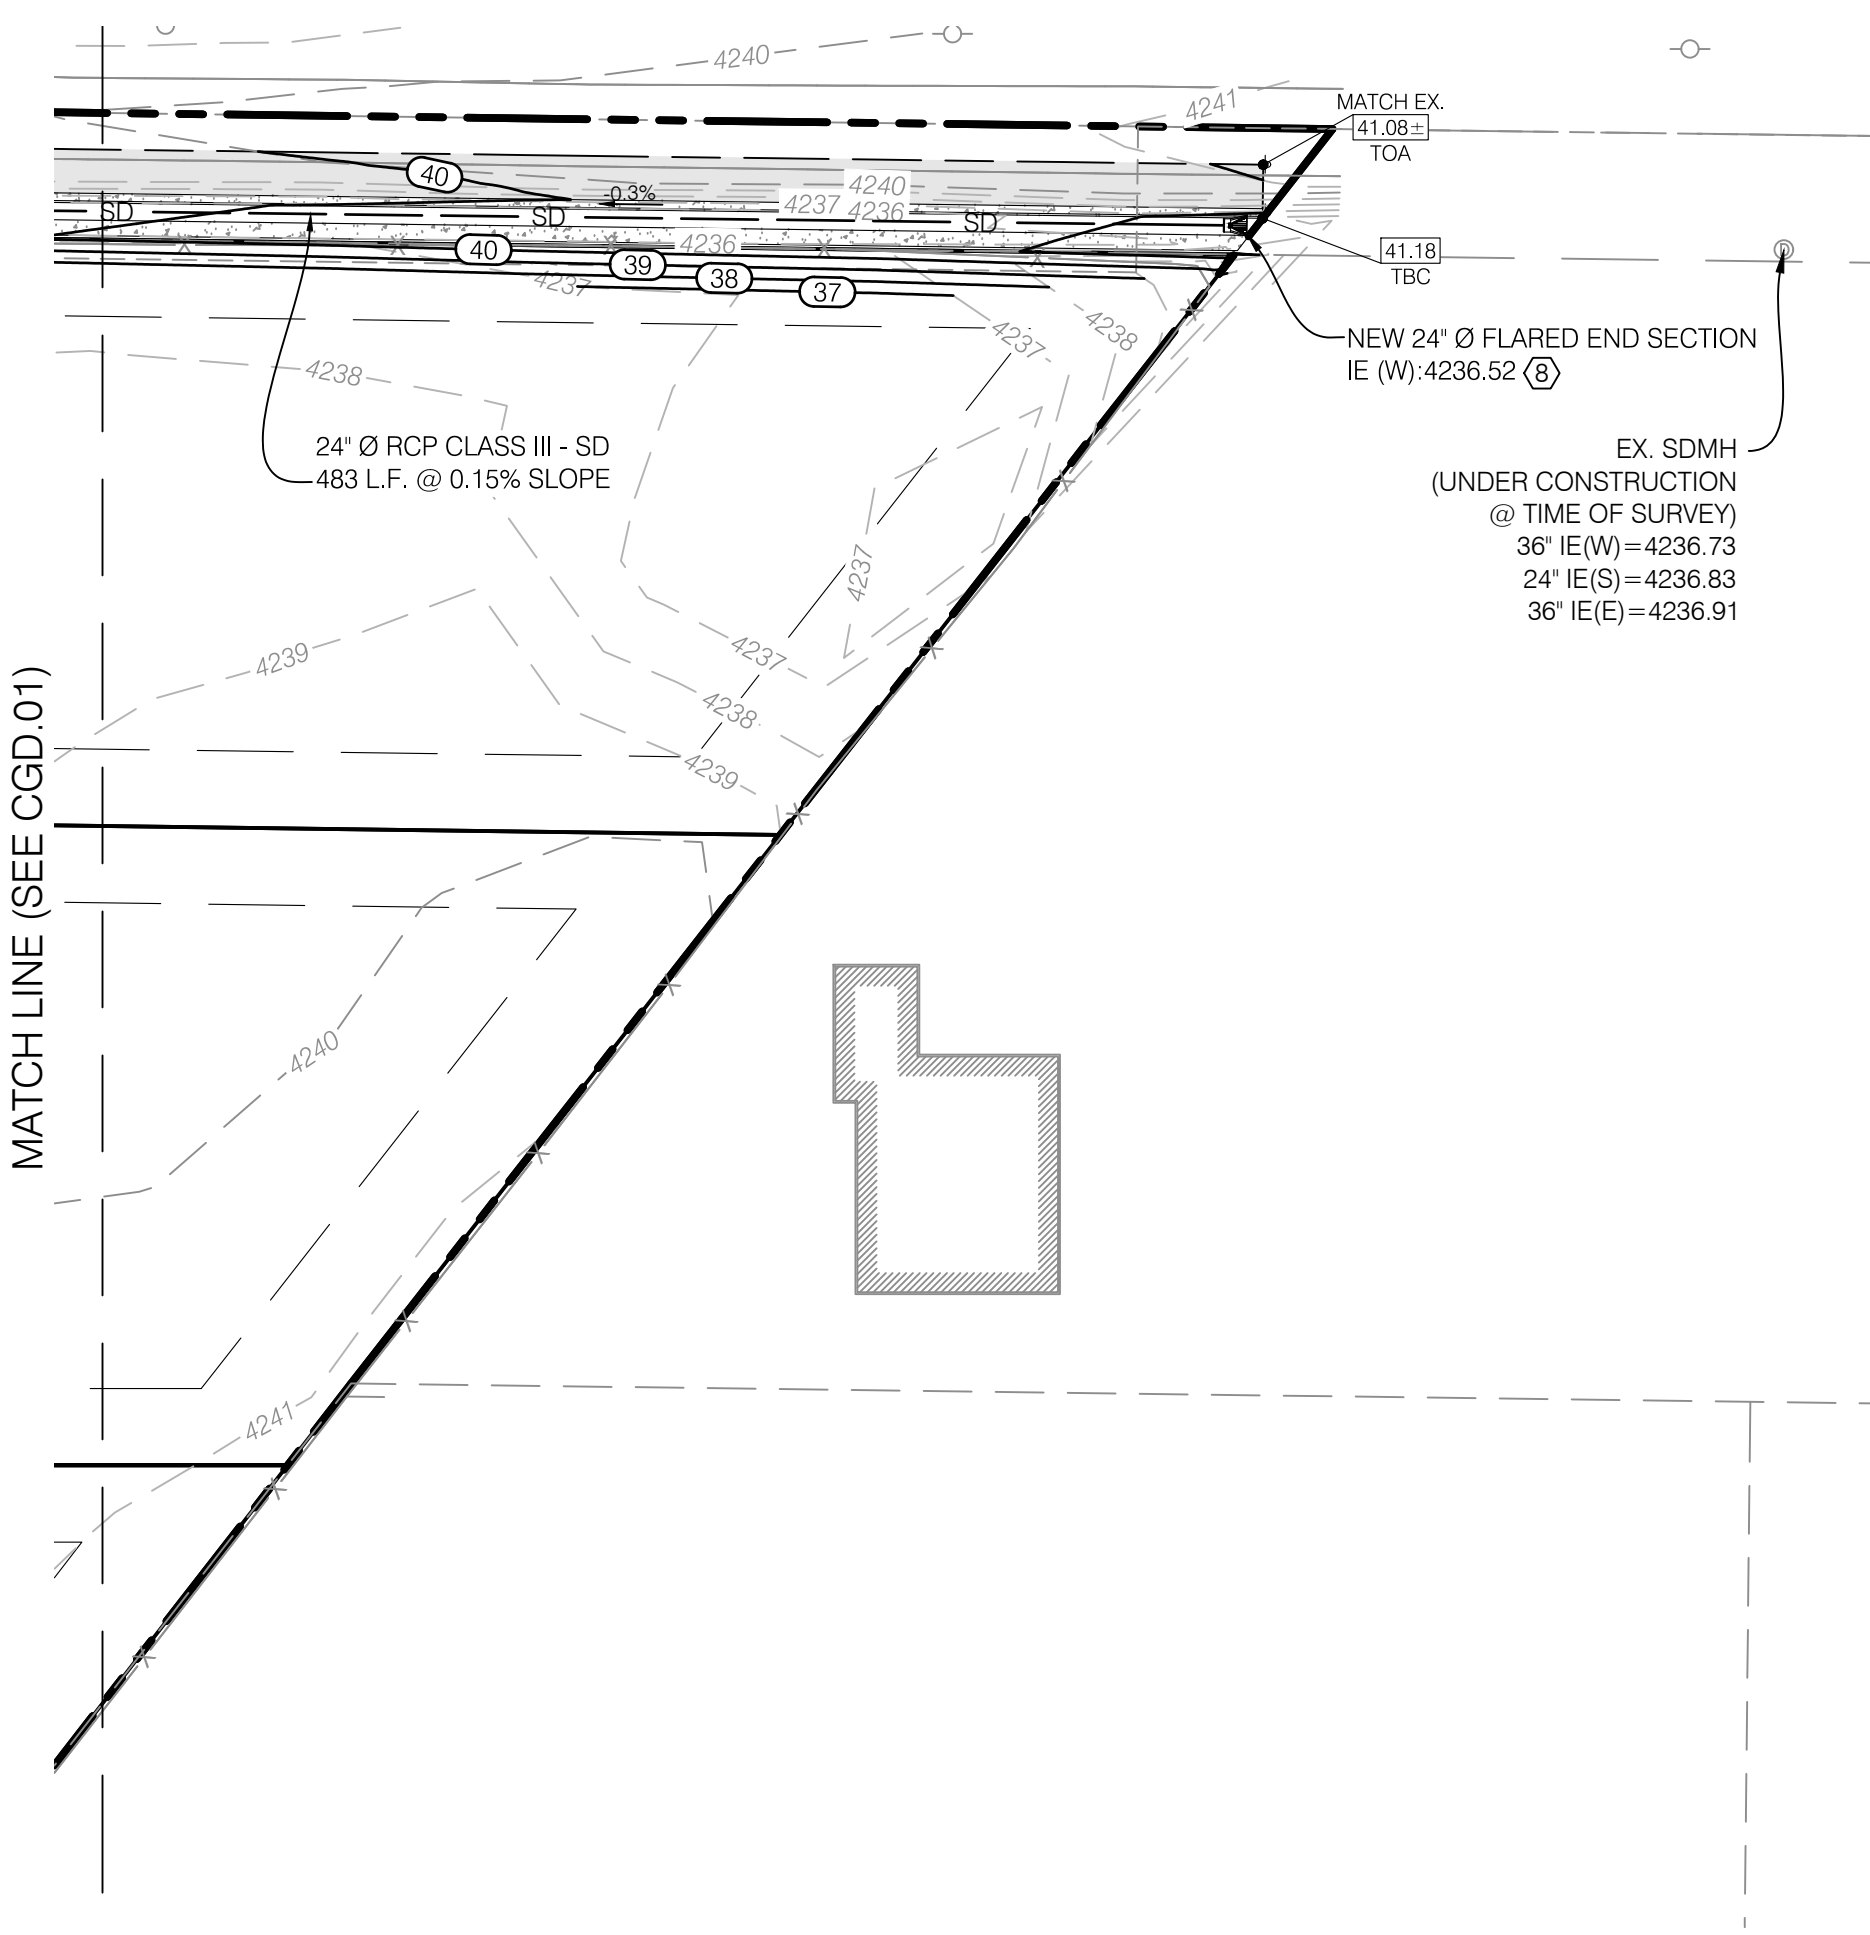 4240
4241
MATCH EX.
41.08±
TOA
40
-0.3%
4240
4237
4236
SD
SD
SD
4236
40
39
38
37
4237
41.18
TBC
4237
4238
NEW 24" Ø FLARED END SECTION
IE (W):4236.52 8
D
4238
24" Ø RCP CLASS III - SD
483 L.F. @ 0.15% SLOPE
EX. SDMH
(UNDER CONSTRUCTION
@ TIME OF SURVEY)
36" IE(W)=4236.73
24" IE(S)=4236.83
36" IE(E)=4236.91
4237
4239
4237
4238
4239
MATCH LINE (SEE CGD.01)
4240
4241